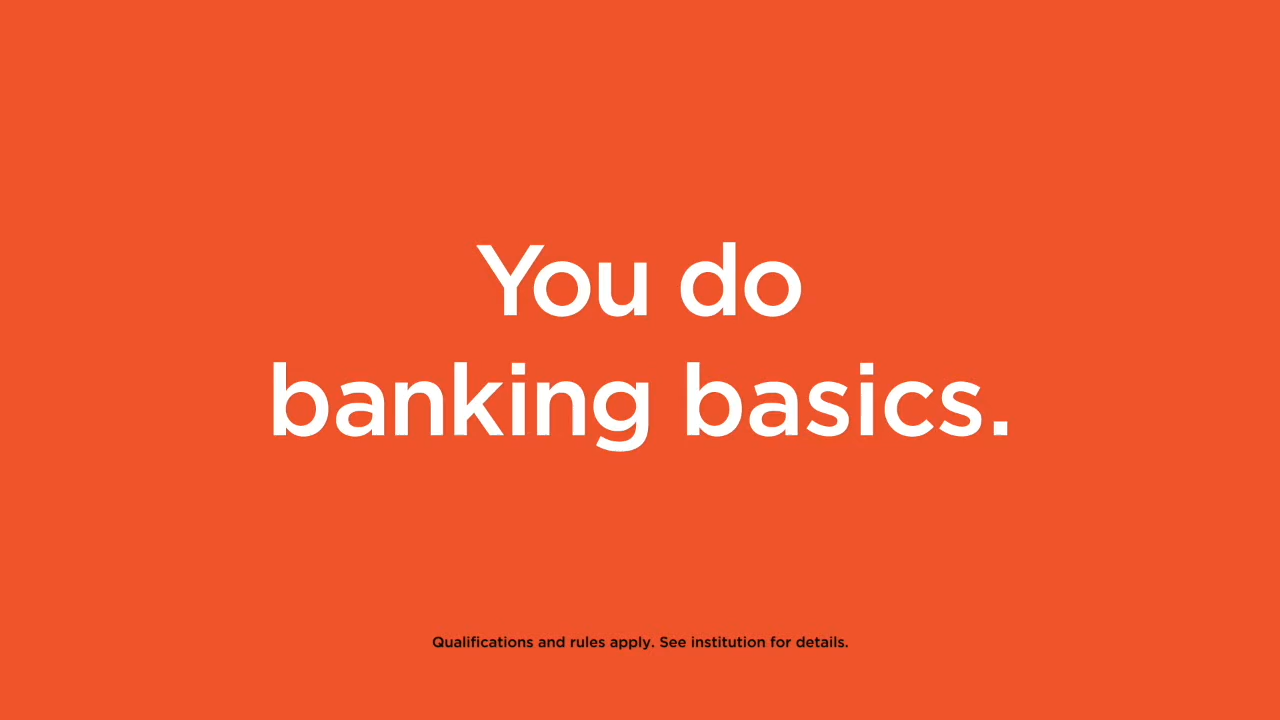 You do
banking basics.
Qualifications and rules apply. See institution for details.